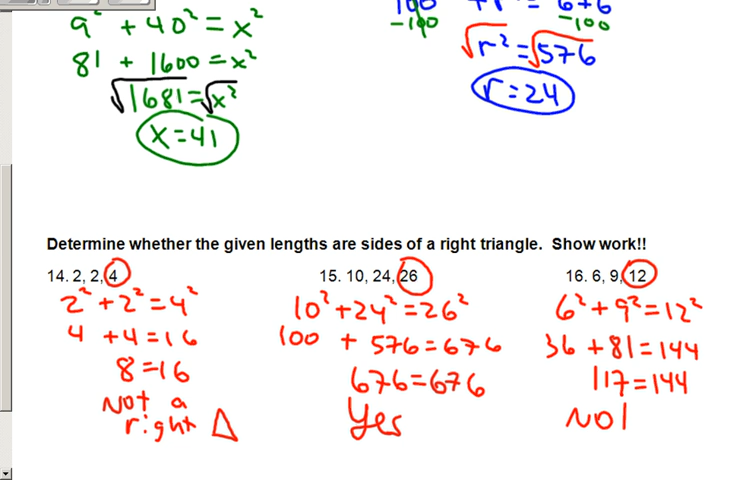 9² + 40² = x²
81 + 1600 = x²
√1681 = √x²
x = 41
-100 -100
√r² = √576
r = 24
Determine whether the given lengths are sides of a right triangle. Show work!!
14. 2, 2, 4
2² + 2² = 4²
4 + 4 = 16
8 = 16
Not a
right △
15. 10, 24, 26
10² + 24² = 26²
100 + 576 = 676
676 = 676
Yes
16. 6, 9, 12
6² + 9² = 12²
36 + 81 = 144
117 = 144
No!